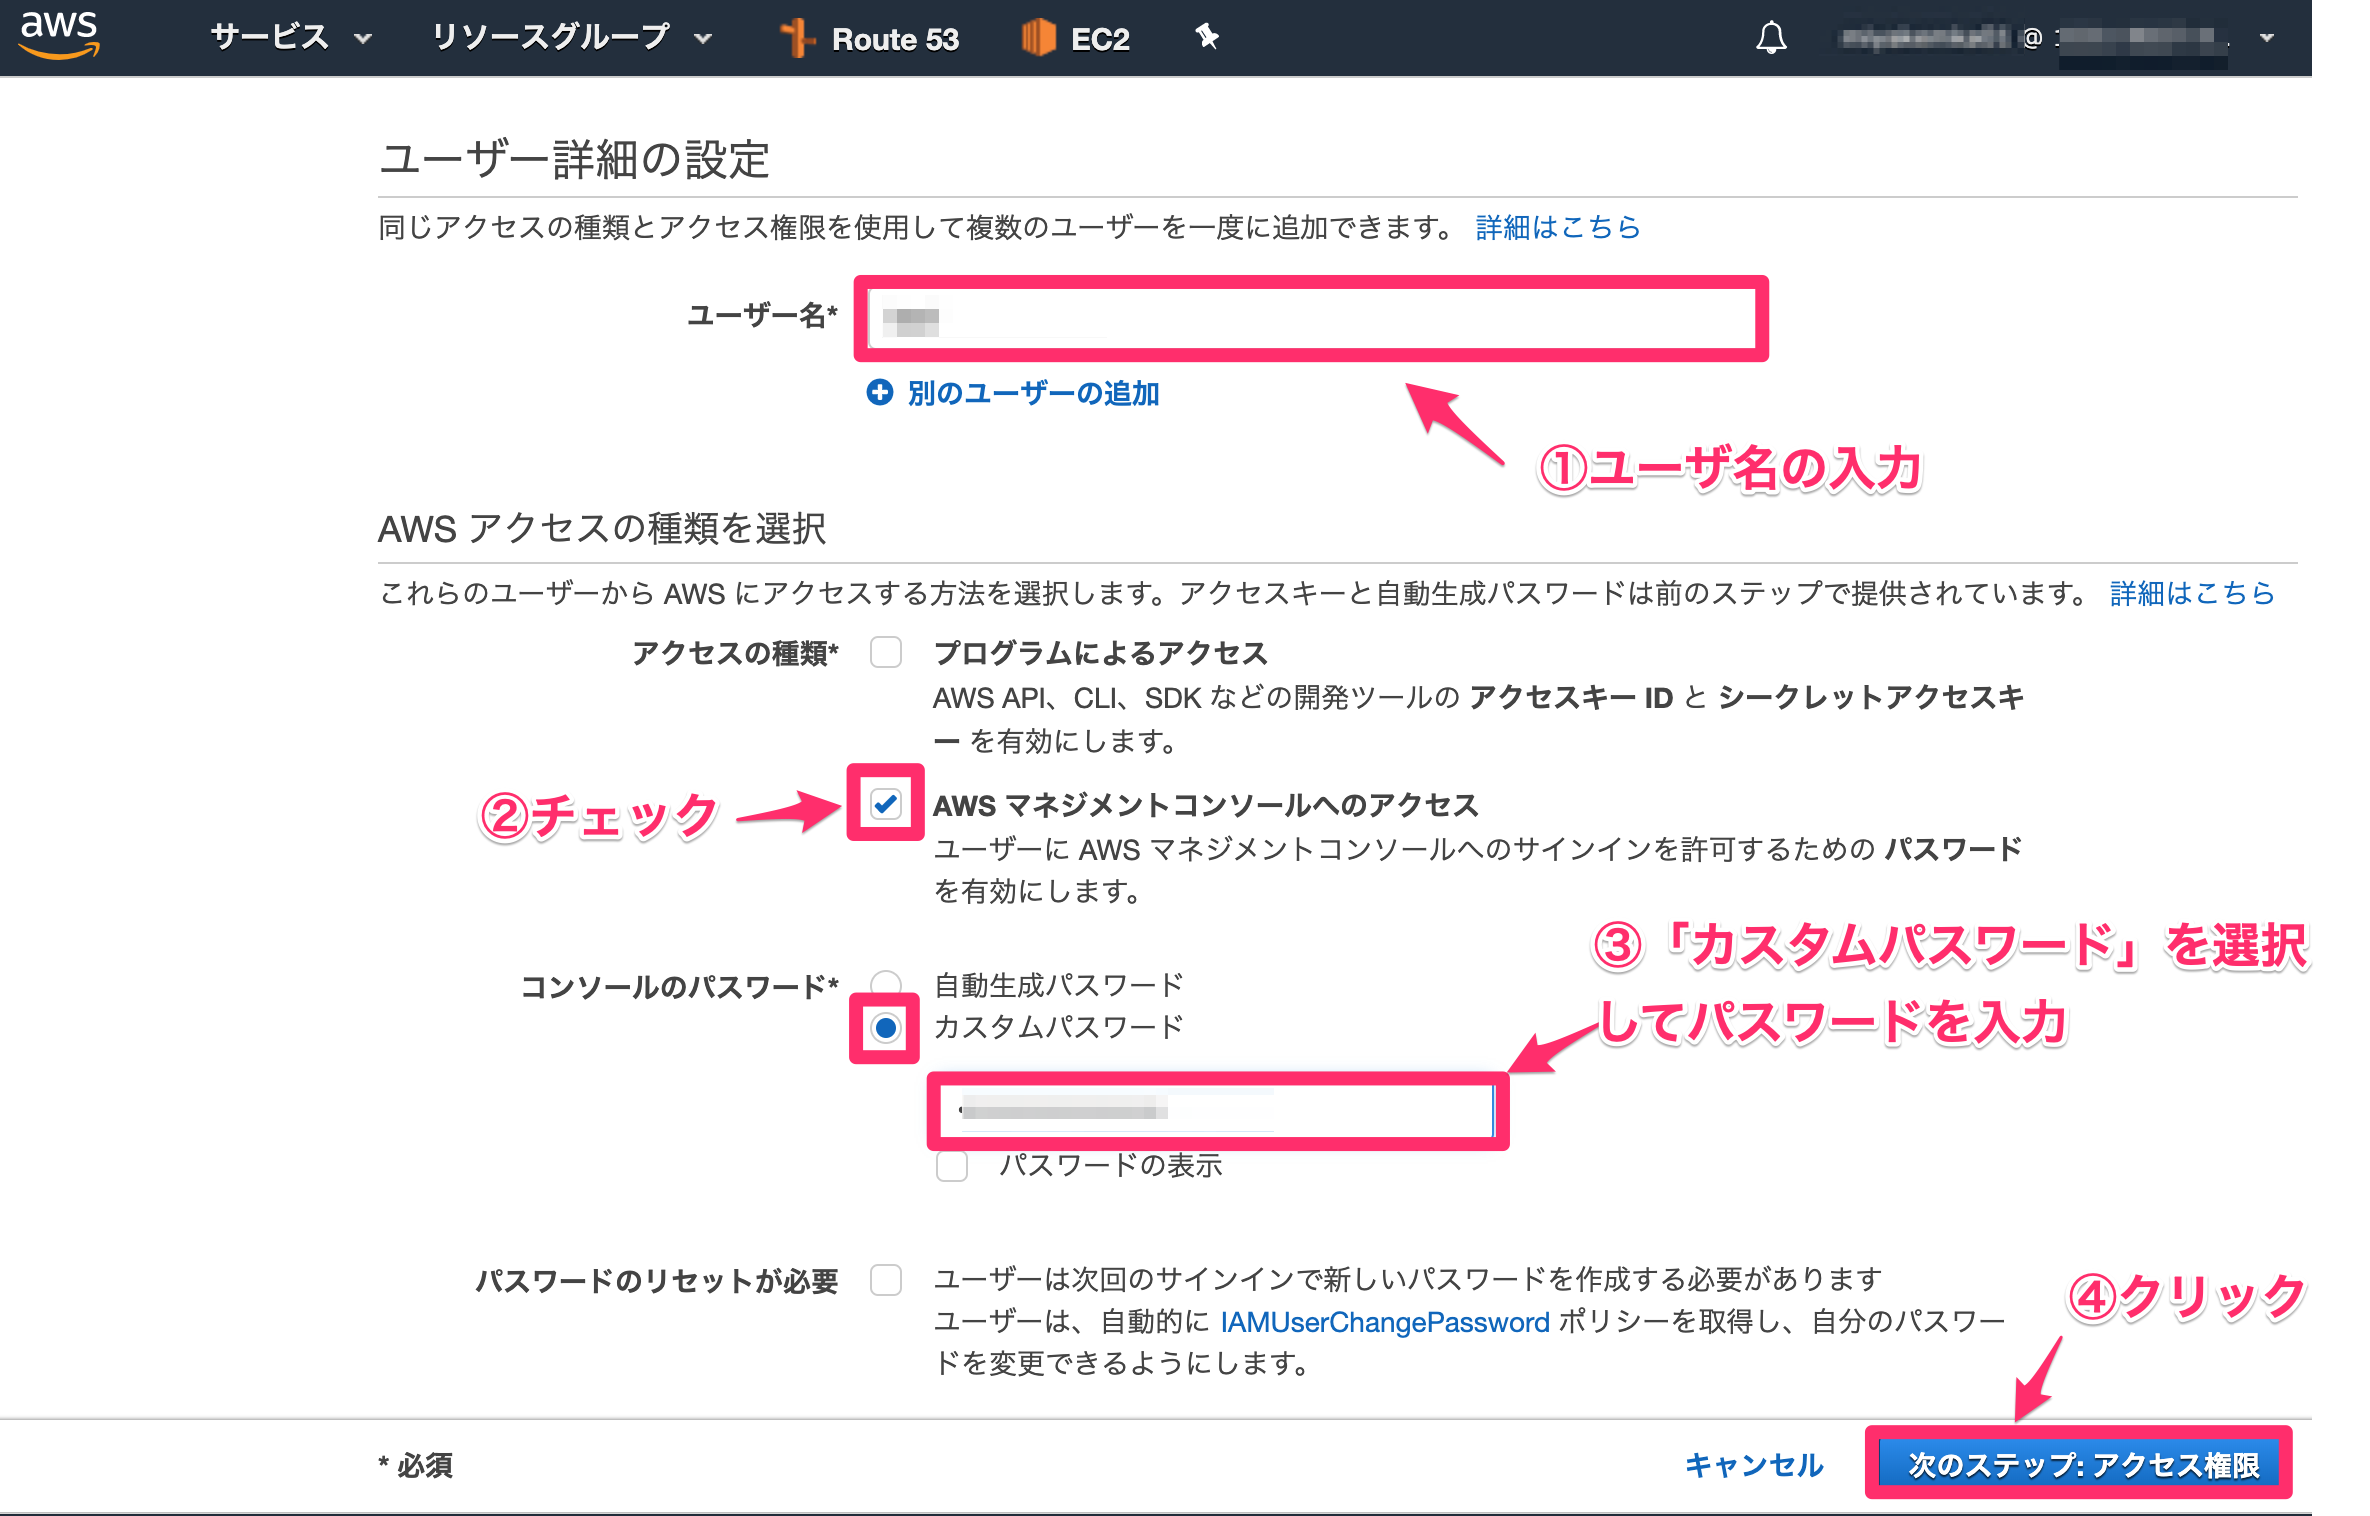 aws サービス リソースグループ Route 53 EC2 @
ユーザー詳細の設定
同じアクセスの種類とアクセス権限を使用して複数のユーザーを一度に追加できます。 詳細はこちら
ユーザー名*
別のユーザーの追加
①ユーザ名の入力
AWS アクセスの種類を選択
これらのユーザーから AWS にアクセスする方法を選択します。アクセスキーと自動生成パスワードは前のステップで提供されています。 詳細はこちら
アクセスの種類* プログラムによるアクセス
AWS API、CLI、SDK などの開発ツールの アクセスキー ID と シークレットアクセスキ
ー を有効にします。
②チェック AWS マネジメントコンソールへのアクセス
ユーザーに AWS マネジメントコンソールへのサインインを許可するための パスワード
を有効にします。
③「カスタムパスワード」を選択
してパスワードを入力
コンソールのパスワード* 自動生成パスワード
カスタムパスワード
パスワードの表示
パスワードのリセットが必要 ユーザーは次回のサインインで新しいパスワードを作成する必要があります
ユーザーは、自動的に IAMUserChangePassword ポリシーを取得し、自分のパスワー
ドを変更できるようにします。
④クリック
* 必須 キャンセル 次のステップ: アクセス権限